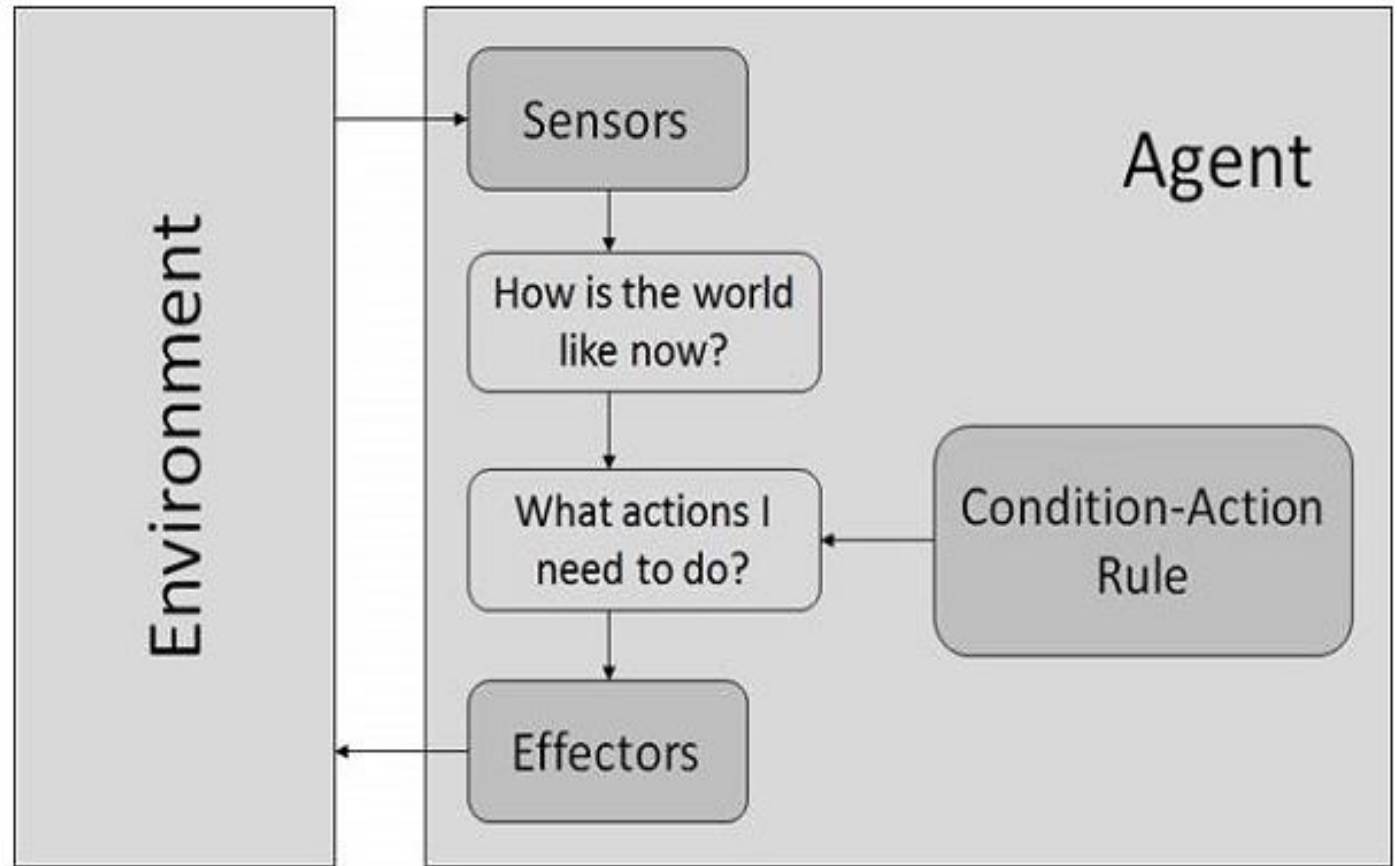 Environment
Sensors
Agent
How is the world
like now?
What actions I
need to do?
Condition-Action
Rule
Effectors